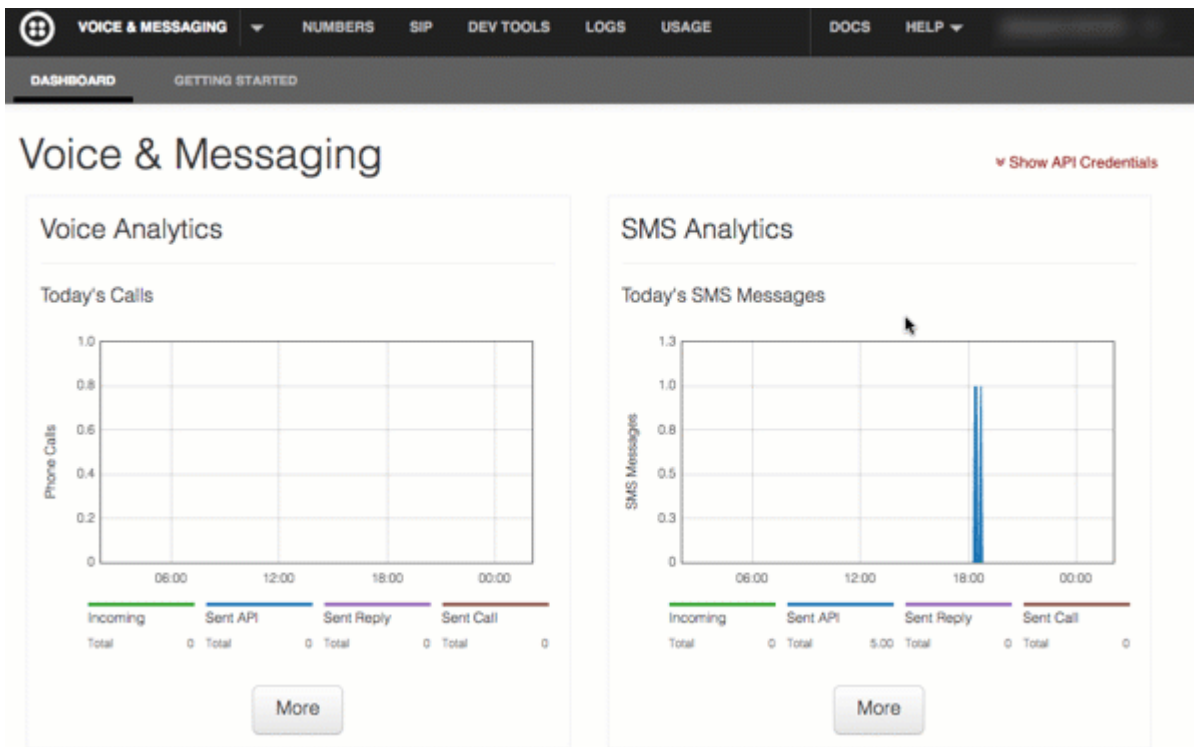 VOICE & MESSAGING NUMBERS SIP DEV TOOLS LOGS USAGE DOCS HELP
DASHBOARD GETTING STARTED
Voice & Messaging
Show API Credentials
Voice Analytics
Today's Calls
Phone Calls
1.0
0.8
0.6
0.4
0.2
0
06:00 12:00 18:00 00:00
Incoming Sent API Sent Reply Sent Call
Total 0 Total 0 Total 0 Total 0
More
SMS Analytics
Today's SMS Messages
SMS Messages
1.3
1.0
0.8
0.5
0.3
0
06:00 12:00 18:00 00:00
Incoming Sent API Sent Reply Sent Call
Total 0 Total 5.00 Total 0 Total 0
More